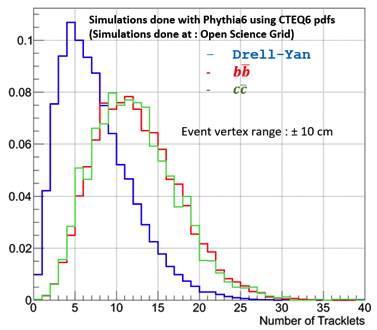 Simulations done with Phythia6 using CTEQ6 pdfs
(Simulations done at : Open Science Grid)
Drell-Yan
bb̅
cc̅
Event vertex range : ± 10 cm
0.1
0.08
0.06
0.04
0.02
0
0 5 10 15 20 25 30 35 40
Number of Tracklets